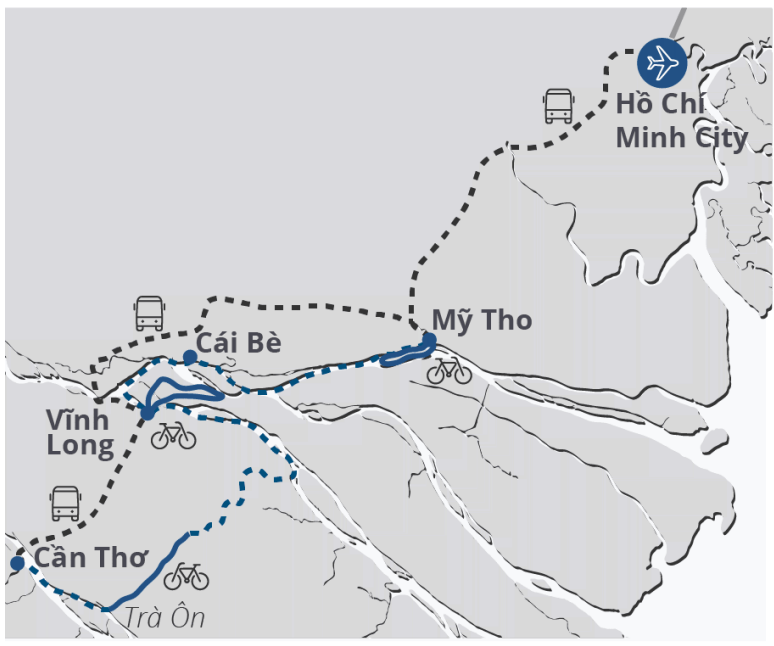 Hồ Chí
Minh City
Mỹ Tho
Cái Bè
Vĩnh
Long
Cần Thơ
Trà Ôn